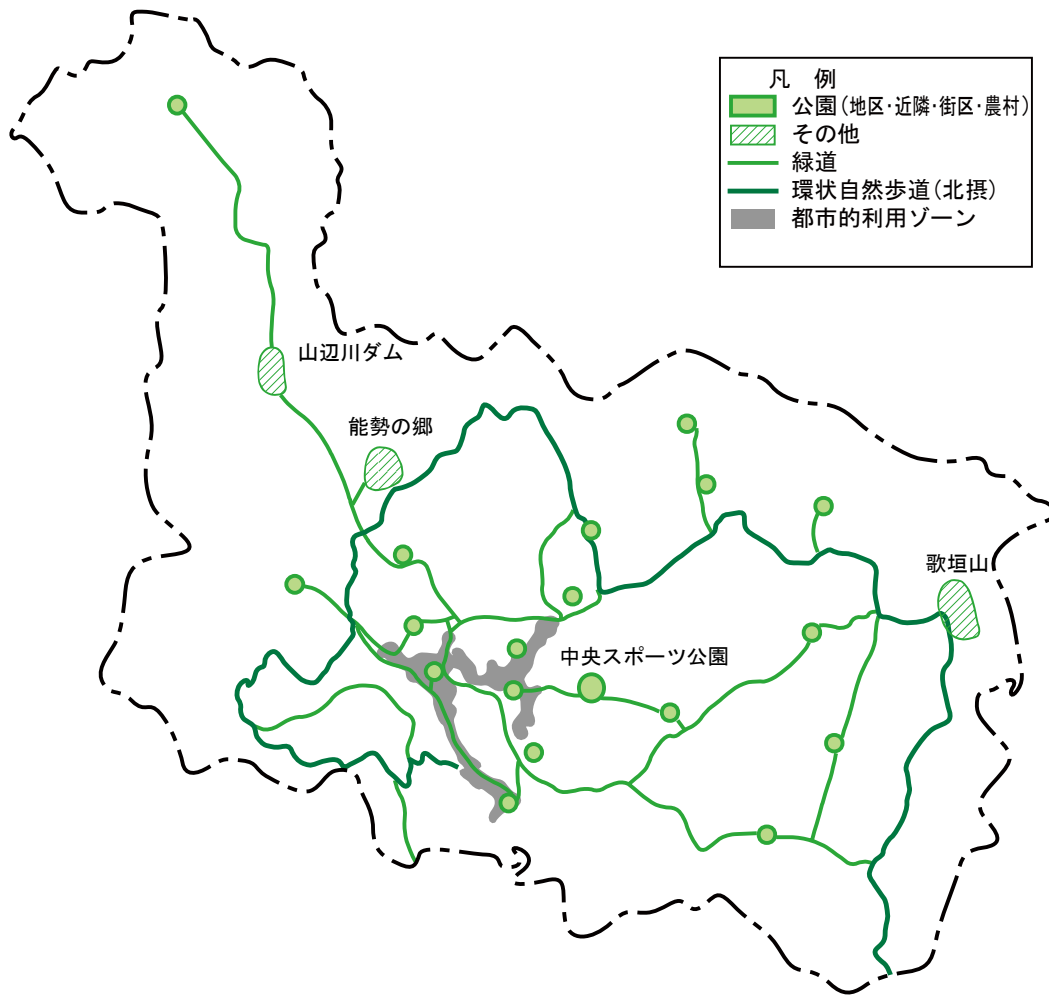 凡 例
公園(地区・近隣・街区・農村)
その他
緑道
環状自然歩道(北摂)
都市的利用ゾーン
山辺川ダム
能勢の郷
歌垣山
中央スポーツ公園